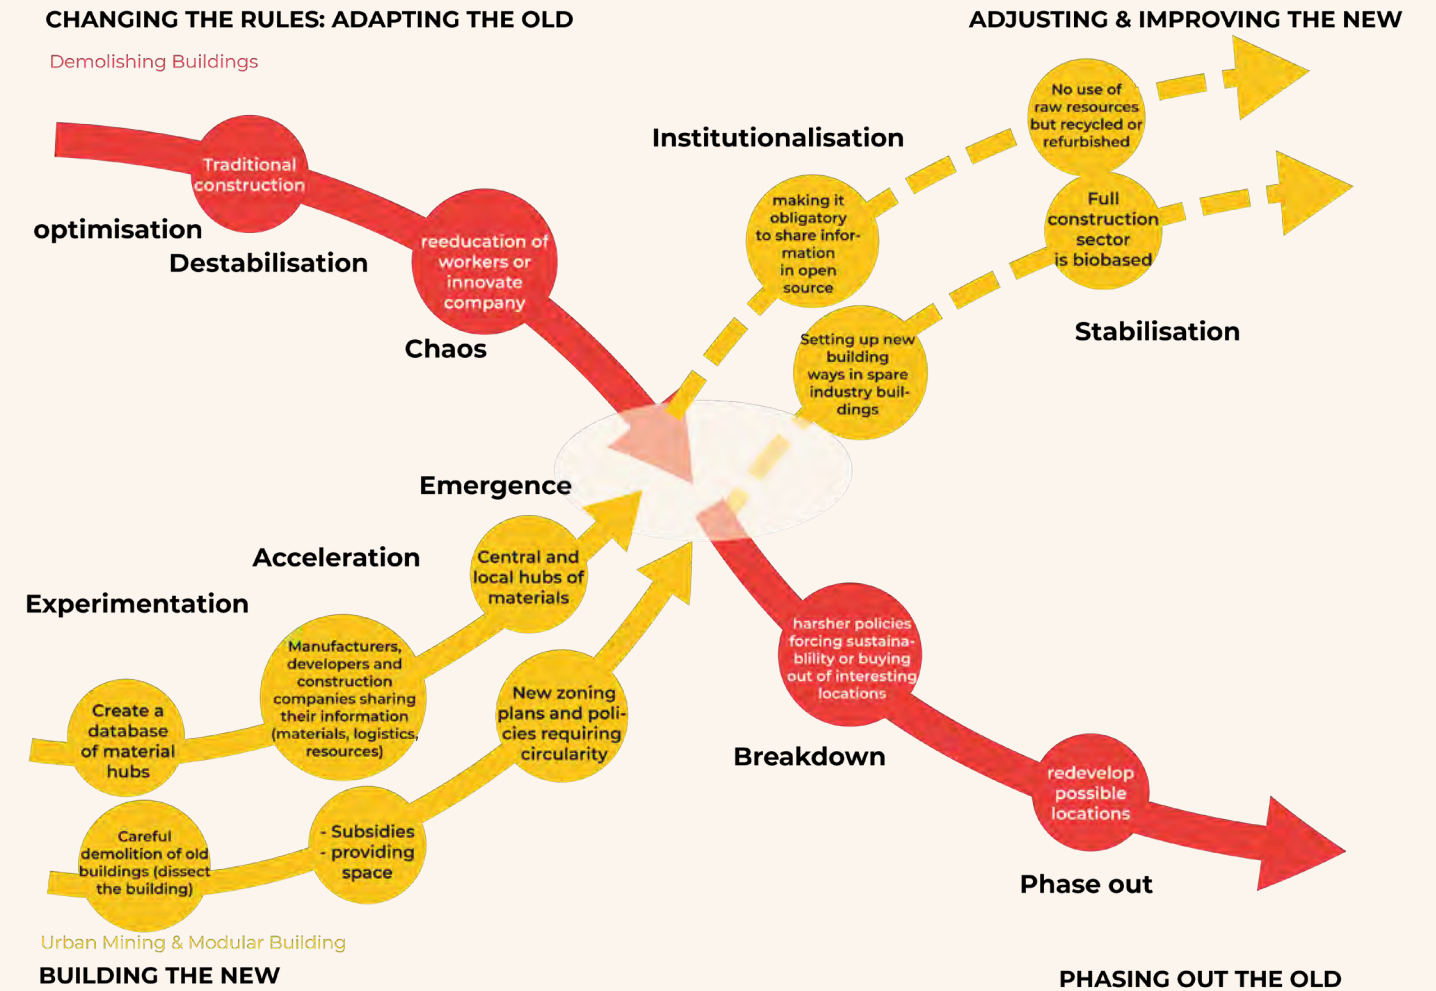 CHANGING THE RULES: ADAPTING THE OLD
Demolishing Buildings
Traditional
construction
optimisation
Destabilisation
reeducation of
workers or
innovate
company
Chaos
ADJUSTING & IMPROVING THE NEW
Institutionalisation
No use of
raw resources
but recycled or
refurbished
making it
obligatory
to share infor-
mation
in open
source
Full
construction
sector
is biobased
Setting up new
building
ways in spare
industry buil-
dings
Stabilisation
Emergence
Acceleration
Experimentation
Central and
local hubs of
materials
Manufacturers,
developers and
construction
companies sharing
their information
(materials, logistics,
resources)
Create a
database
of material
hubs
New zoning
plans and poli-
cies requiring
circularity
Careful
demolition of old
buildings (dissect
the building)
- Subsidies
- providing
space
Urban Mining & Modular Building
BUILDING THE NEW
harsher policies
forcing sustaina-
blility or buying
out of interesting
locations
Breakdown
redevelop
possible
locations
Phase out
PHASING OUT THE OLD